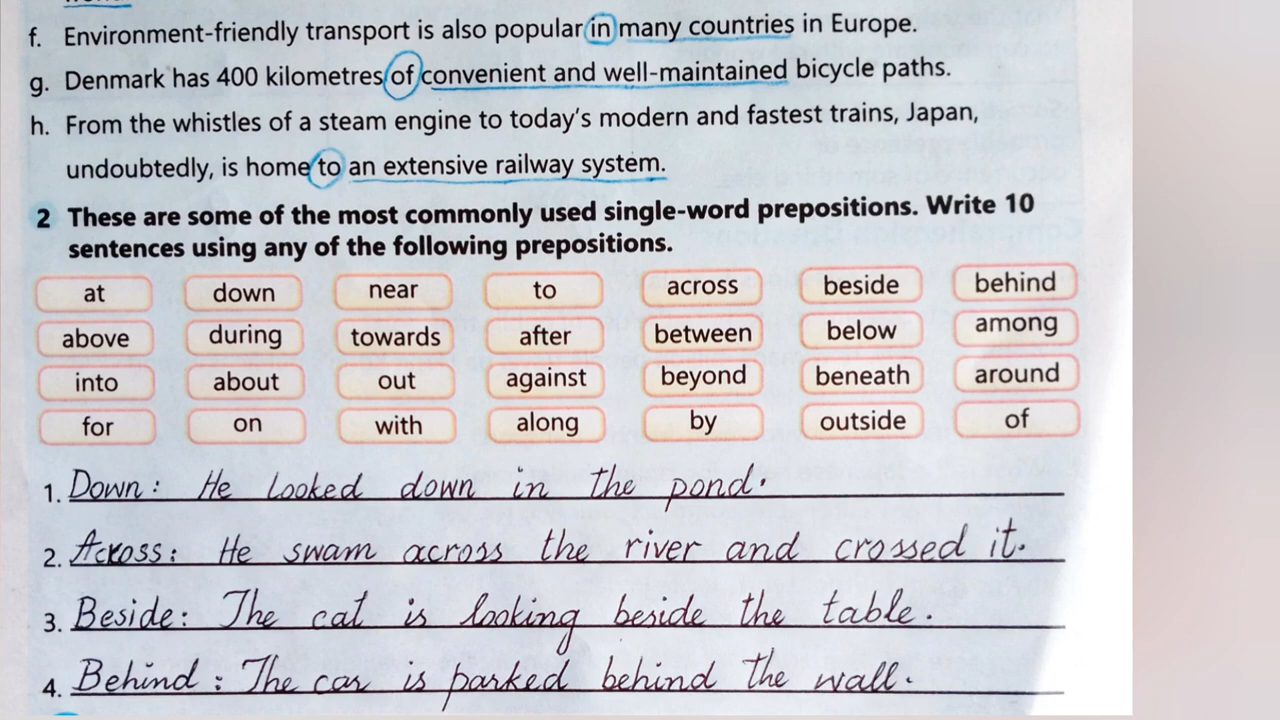 f. Environment-friendly transport is also popular in many countries in Europe.
g. Denmark has 400 kilometres of convenient and well-maintained bicycle paths.
h. From the whistles of a steam engine to today's modern and fastest trains, Japan,
undoubtedly, is home to an extensive railway system.
2 These are some of the most commonly used single-word prepositions. Write 10
sentences using any of the following prepositions.
at down near to across beside behind
above during towards after between below among
into about out against beyond beneath around
for on with along by outside of
1. Down: He looked down in the pond.
2. Across: He swam across the river and crossed it.
3. Beside: The cat is looking beside the table.
4. Behind: The car is parked behind the wall.